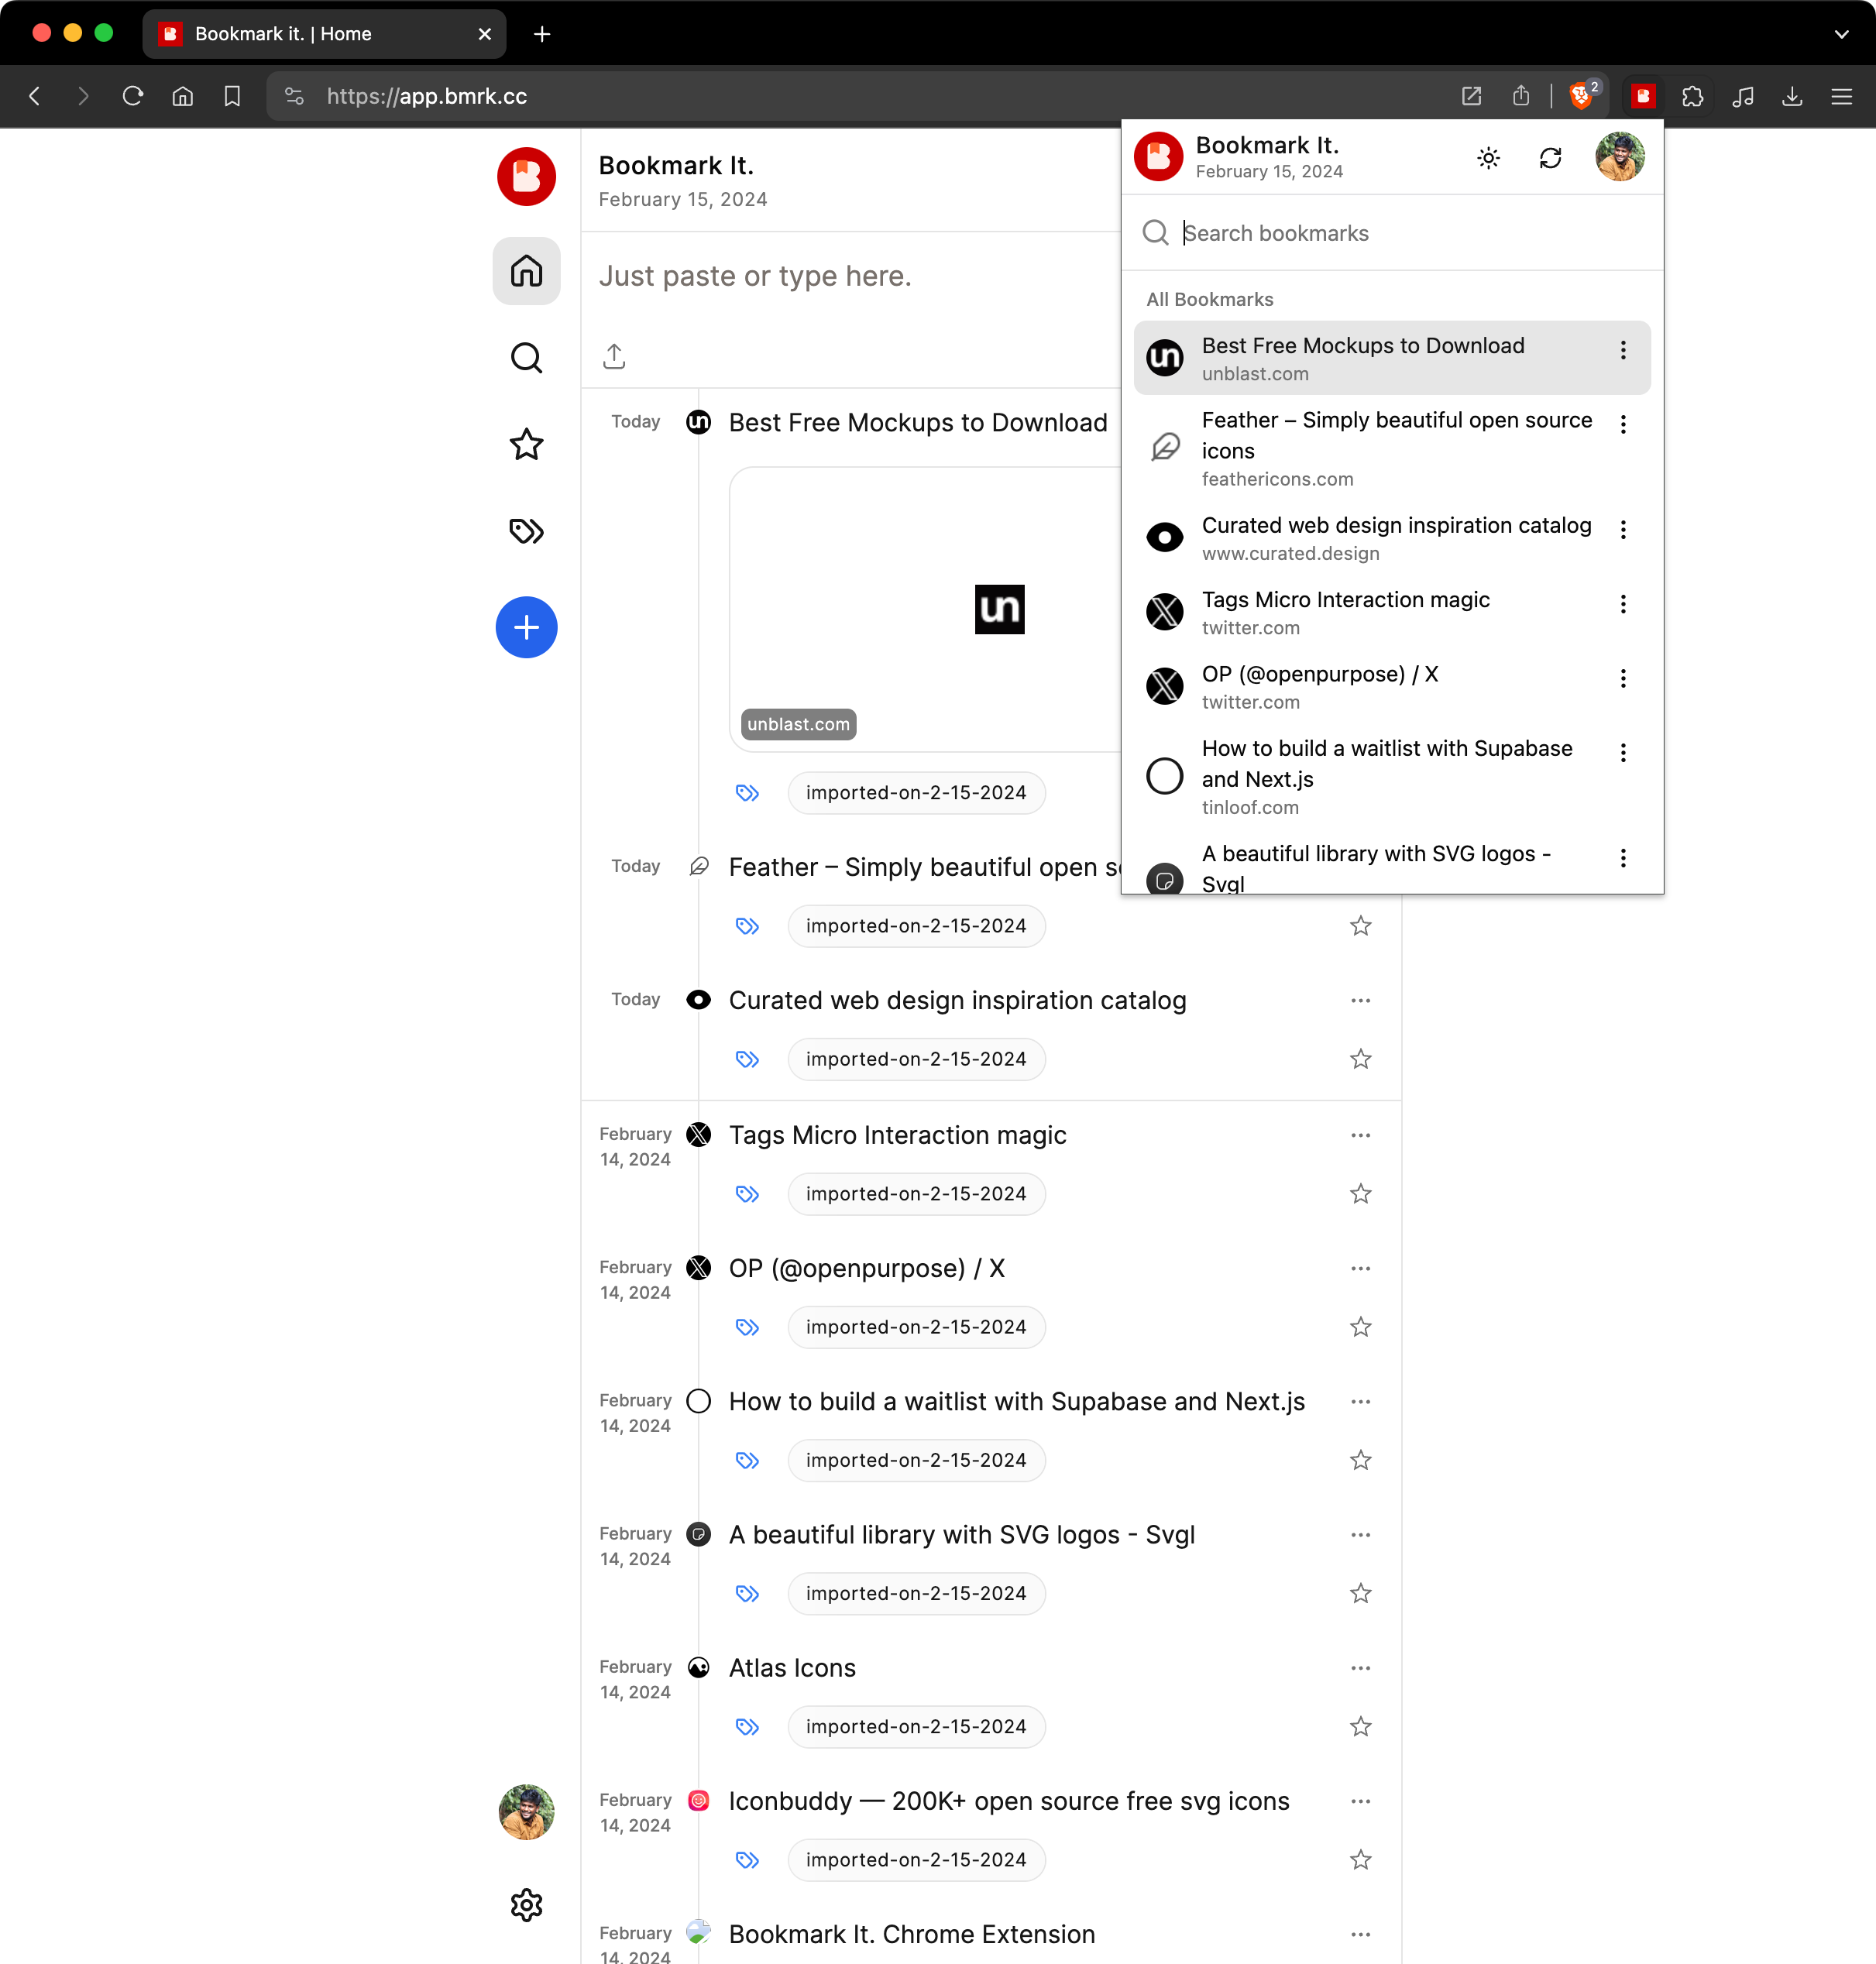 Bookmark it. | Home
https://app.bmrk.cc
2
Bookmark It.
February 15, 2024
Just paste or type here.
Today
Best Free Mockups to Download
un
unblast.com
imported-on-2-15-2024
Today
Feather – Simply beautiful open s
imported-on-2-15-2024
Today
Curated web design inspiration catalog
imported-on-2-15-2024
February
14, 2024
Tags Micro Interaction magic
imported-on-2-15-2024
February
14, 2024
OP (@openpurpose) / X
imported-on-2-15-2024
February
14, 2024
How to build a waitlist with Supabase and Next.js
imported-on-2-15-2024
February
14, 2024
A beautiful library with SVG logos - Svgl
imported-on-2-15-2024
February
14, 2024
Atlas Icons
imported-on-2-15-2024
February
14, 2024
Iconbuddy — 200K+ open source free svg icons
imported-on-2-15-2024
February
14, 2024
Bookmark It. Chrome Extension
Bookmark It.
February 15, 2024
Search bookmarks
All Bookmarks
un
Best Free Mockups to Download
unblast.com
Feather – Simply beautiful open source
icons
feathericons.com
Curated web design inspiration catalog
www.curated.design
Tags Micro Interaction magic
twitter.com
OP (@openpurpose) / X
twitter.com
How to build a waitlist with Supabase
and Next.js
tinloof.com
A beautiful library with SVG logos -
Svgl